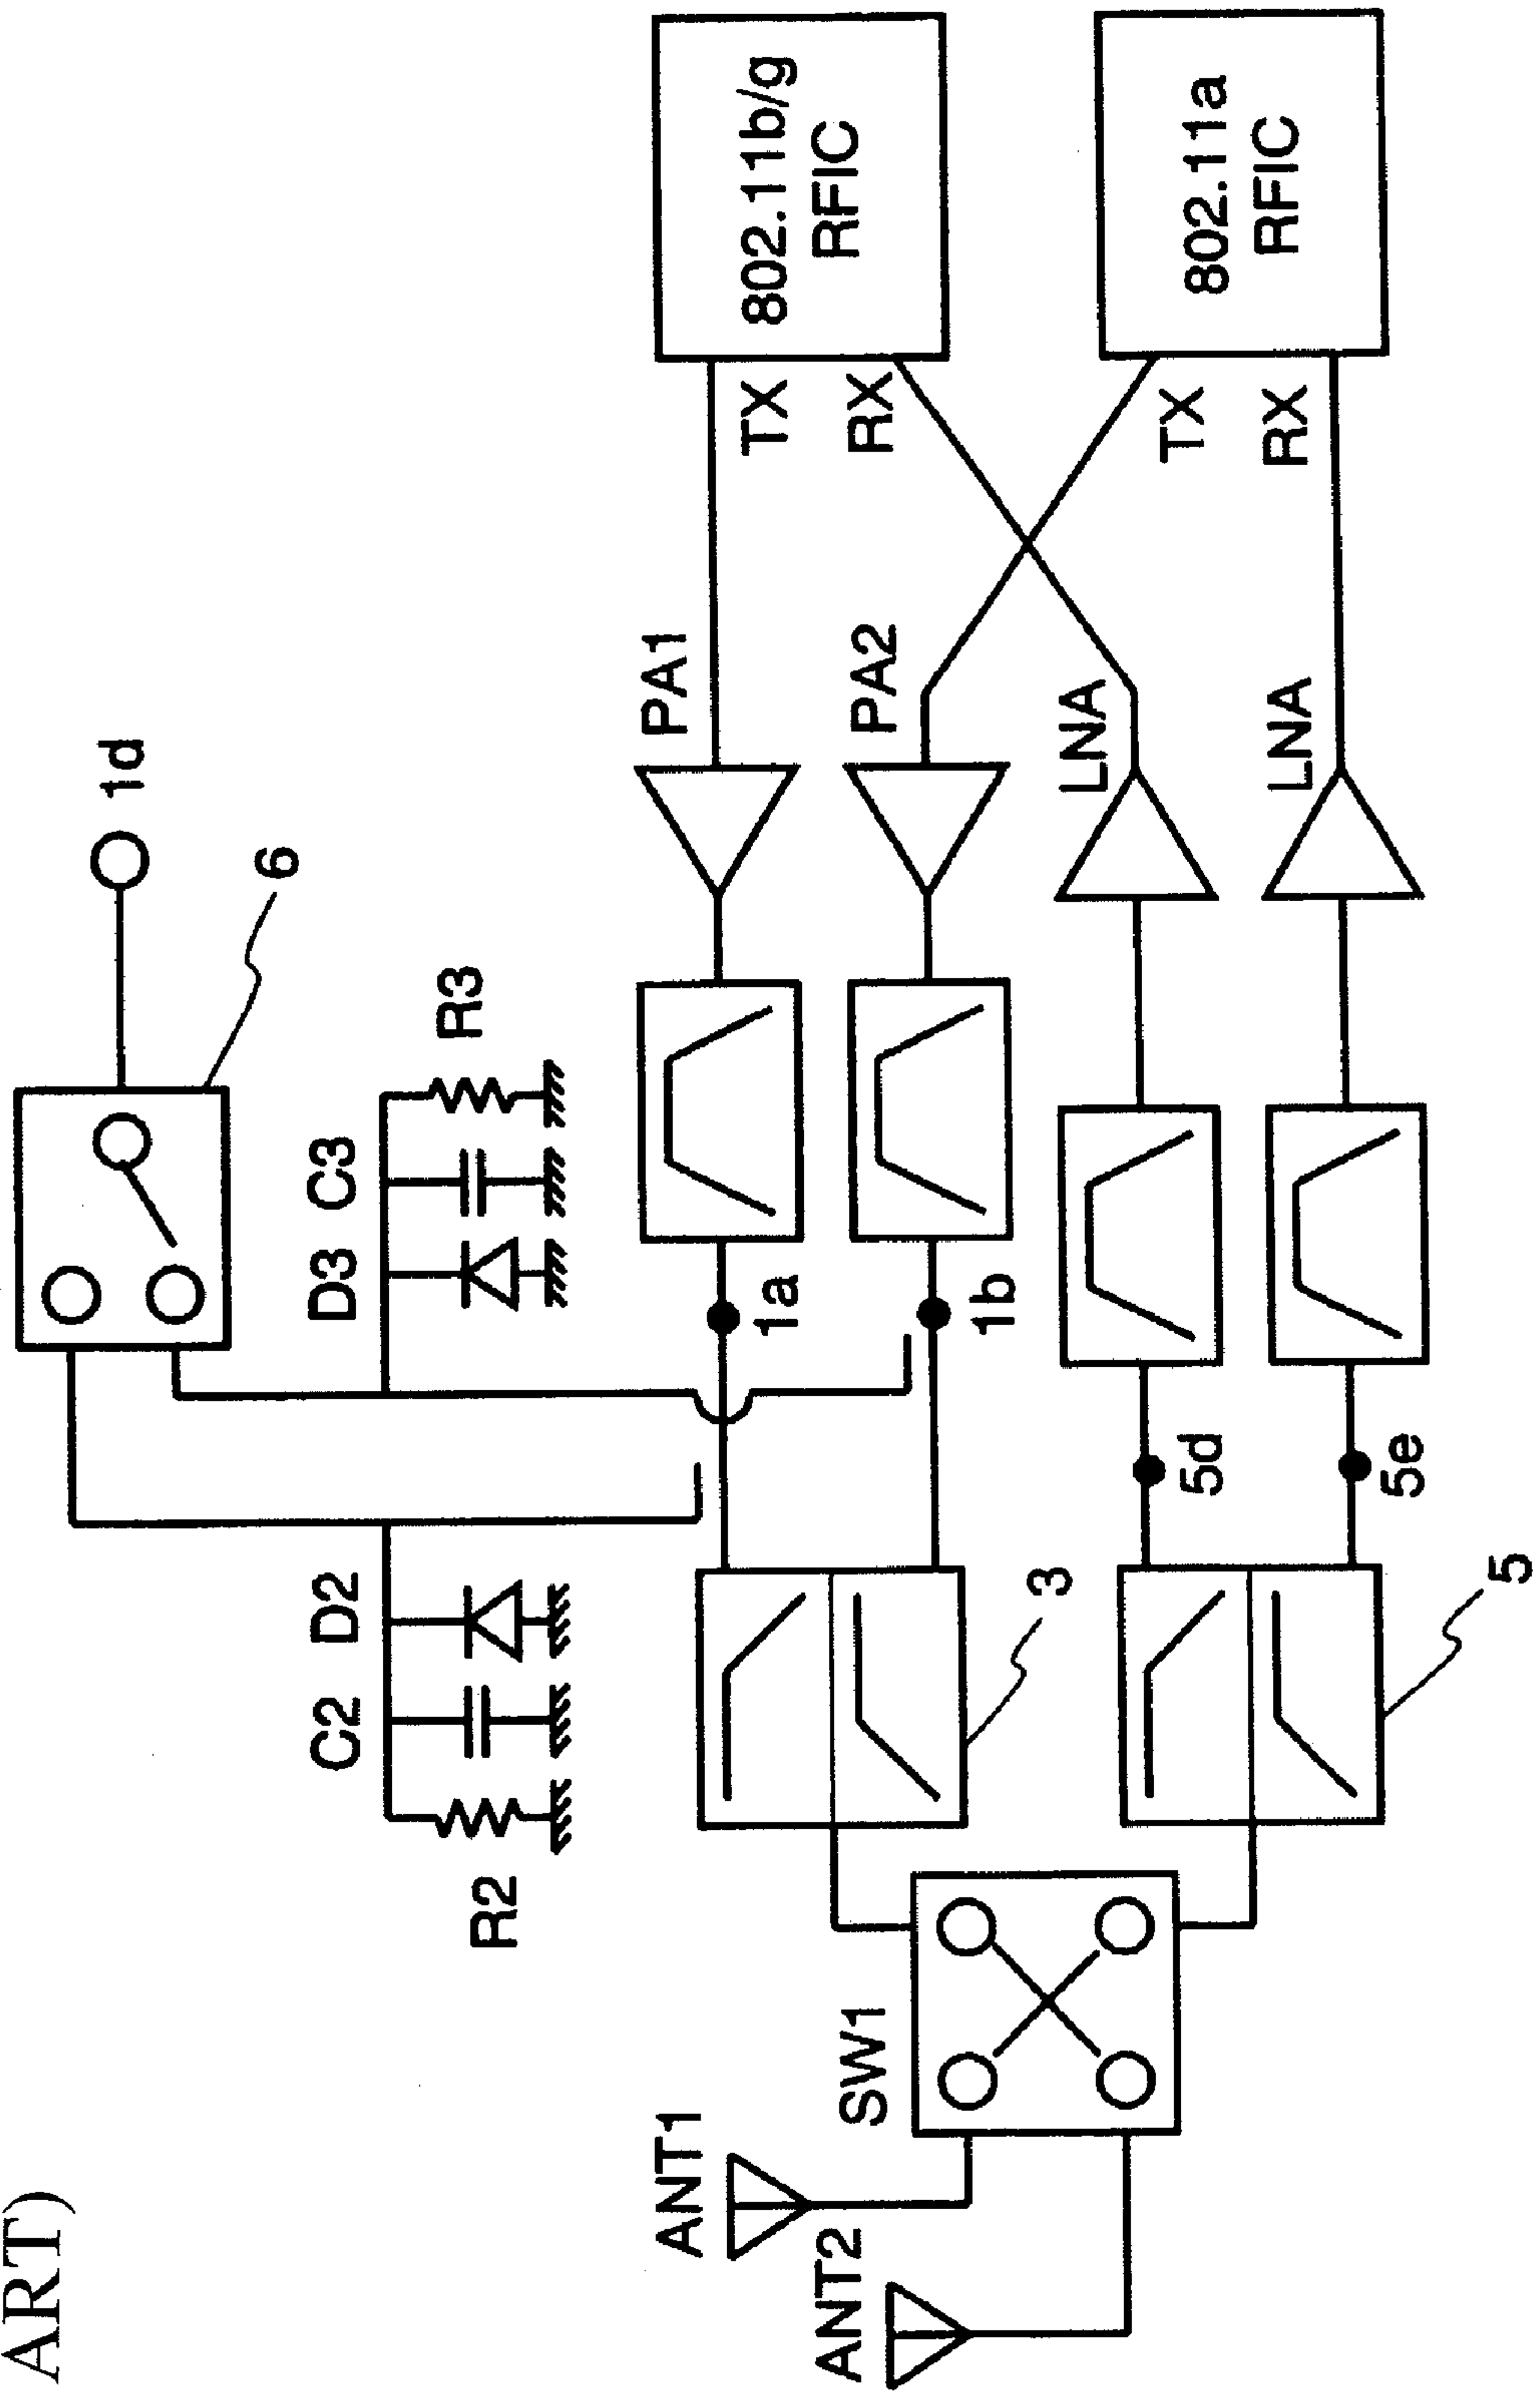 ART)
1d
6
C2
D2
D3
C3
R2
R3
ANT1
ANT2
SW1
3
5
1a
1b
5d
5e
PA1
PA2
LNA
LNA
TX
RX
TX
RX
802.11b/g
RFIC
802.11a
RFIC